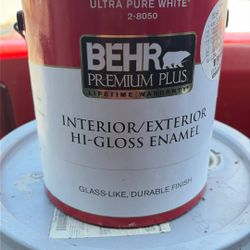 ULTRA PURE WHITE®
2-8050
BEHR
PREMIUM PLUS®
LIFETIME WARRANTY
INTERIOR/EXTERIOR
HI-GLOSS ENAMEL
GLASS-LIKE, DURABLE FINISH